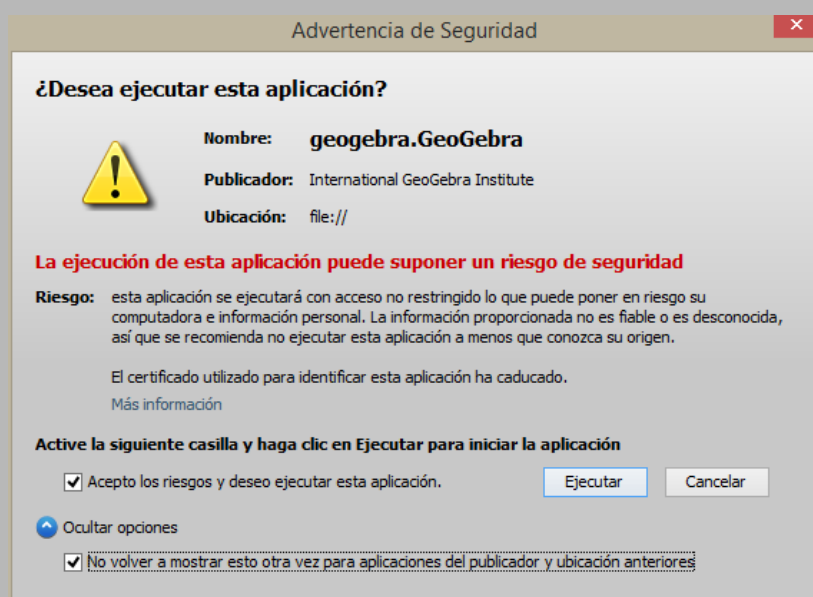 Advertencia de Seguridad
¿Desea ejecutar esta aplicación?
Nombre: geogebra.GeoGebra
Publicador: International GeoGebra Institute
Ubicación: file://
La ejecución de esta aplicación puede suponer un riesgo de seguridad
Riesgo: esta aplicación se ejecutará con acceso no restringido lo que puede poner en riesgo su
computadora e información personal. La información proporcionada no es fiable o es desconocida,
así que se recomienda no ejecutar esta aplicación a menos que conozca su origen.
El certificado utilizado para identificar esta aplicación ha caducado.
Más información
Active la siguiente casilla y haga clic en Ejecutar para iniciar la aplicación
Acepto los riesgos y deseo ejecutar esta aplicación. Ejecutar Cancelar
Ocultar opciones
No volver a mostrar esto otra vez para aplicaciones del publicador y ubicación anteriores